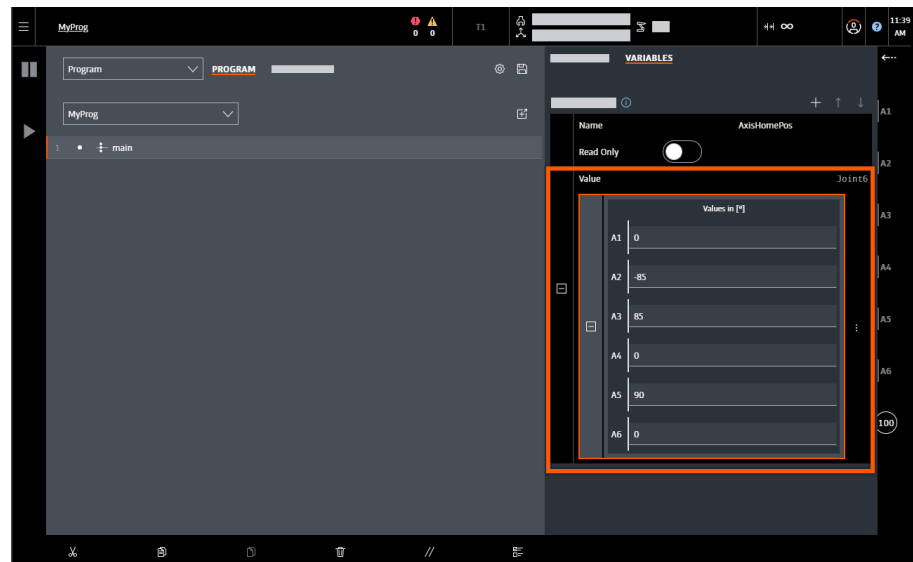 MyProg
0 0
T1
11:39
AM
Program
PROGRAM
VARIABLES
MyProg
1 main
Name AxisHomePos
Read Only
Value Joint6
Values in [°]
A1 0
A2 -85
A3 85
A4 0
A5 90
A6 0
A1
A2
A3
A4
A5
A6
100